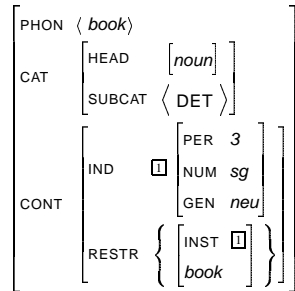 PHON ⟨ book⟩
CAT
HEAD [noun]
SUBCAT ⟨ DET ⟩
CONT
IND 1
PER 3
NUM sg
GEN neu
RESTR { [ INST 1
book ] }